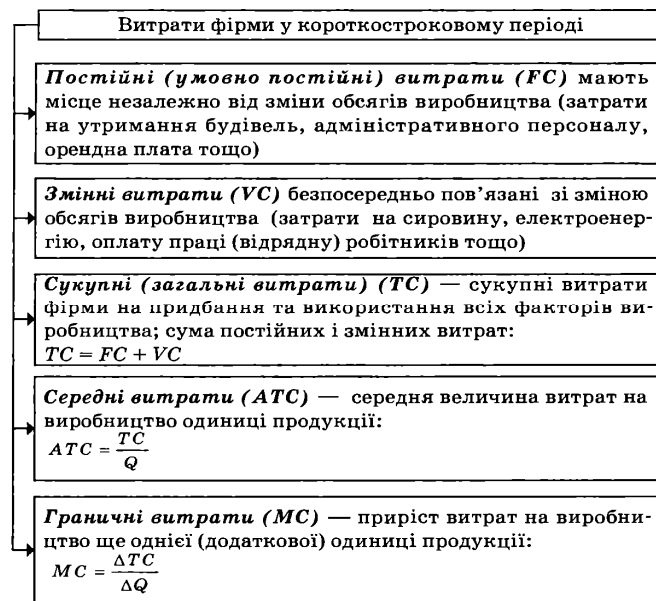 Витрати фірми у короткостроковому періоді
Постійні (умовно постійні) витрати (FC) мають
місце незалежно від зміни обсягів виробництва (затрати
на утримання будівель, адміністративного персоналу,
орендна плата тощо)
Змінні витрати (VC) безпосередньо пов’язані зі зміною
обсягів виробництва (затрати на сировину, електроенер-
гію, оплату праці (відрядну) робітників тощо)
Сукупні (загальні витрати) (TC) — сукупні витрати
фірми на придбання та використання всіх факторів ви-
робництва; сума постійних і змінних витрат:
TC = FC + VC
Середні витрати (ATC) — середня величина витрат на
виробництво одиниці продукції:
ATC = TC / Q
Граничні витрати (MC) — приріст витрат на виробни-
цтво ще однієї (додаткової) одиниці продукції:
MC = ΔTC / ΔQ